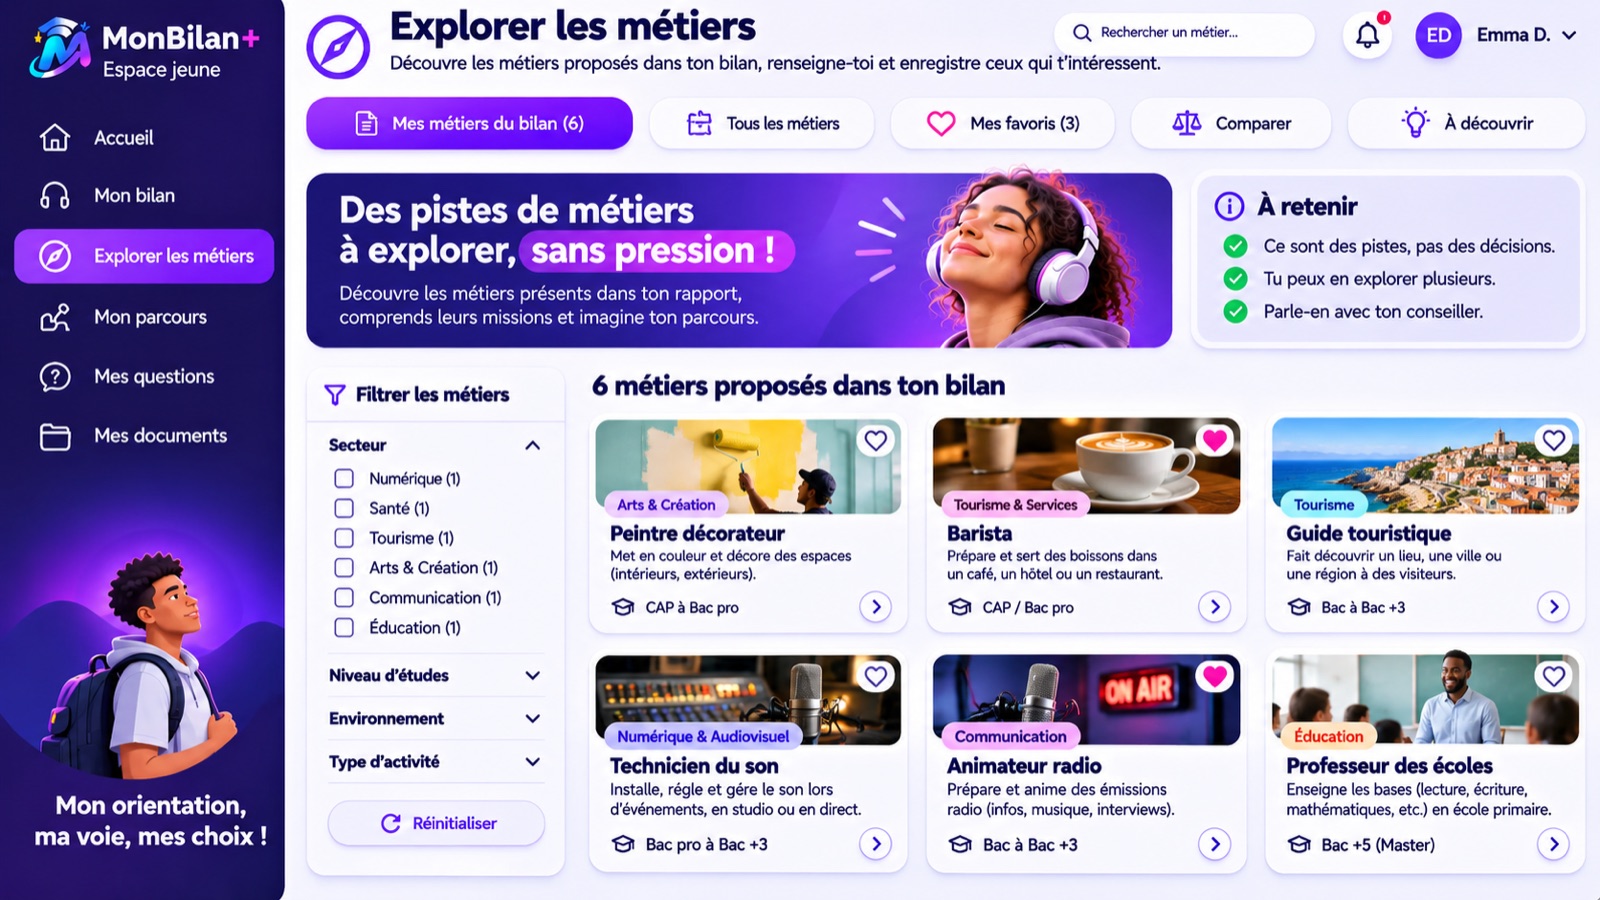 MonBilan+
Espace jeune
Accueil
Mon bilan
Explorer les métiers
Mon parcours
Mes questions
Mes documents
Mon orientation,
ma voie, mes choix !
Explorer les métiers
Découvre les métiers proposés dans ton bilan, renseigne-toi et enregistre ceux qui t'intéressent.
Rechercher un métier...
ED
Emma D.
Mes métiers du bilan (6)
Tous les métiers
Mes favoris (3)
Comparer
À découvrir
Des pistes de métiers
à explorer, sans pression !
Découvre les métiers présents dans ton rapport,
comprends leurs missions et imagine ton parcours.
À retenir
Ce sont des pistes, pas des décisions.
Tu peux en explorer plusieurs.
Parle-en avec ton conseiller.
Filtrer les métiers
Secteur
Numérique (1)
Santé (1)
Tourisme (1)
Arts & Création (1)
Communication (1)
Éducation (1)
Niveau d'études
Environnement
Type d'activité
Réinitialiser
6 métiers proposés dans ton bilan
Arts & Création
Peintre décorateur
Met en couleur et décore des espaces
(intérieurs, extérieurs).
CAP à Bac pro
Tourisme & Services
Barista
Prépare et sert des boissons dans
un café, un hôtel ou un restaurant.
CAP / Bac pro
Tourisme
Guide touristique
Fait découvrir un lieu, une ville ou
une région à des visiteurs.
Bac à Bac +3
Numérique & Audiovisuel
Technicien du son
Installe, régle et gére le son lors
d'événements, en studio ou en direct.
Bac pro à Bac +3
ON AIR
Communication
Animateur radio
Prépare et anime des émissions
radio (infos, musique, interviews).
Bac à Bac +3
Éducation
Professeur des écoles
Enseigne les bases (lecture, écriture,
mathématiques, etc.) en école primaire.
Bac +5 (Master)